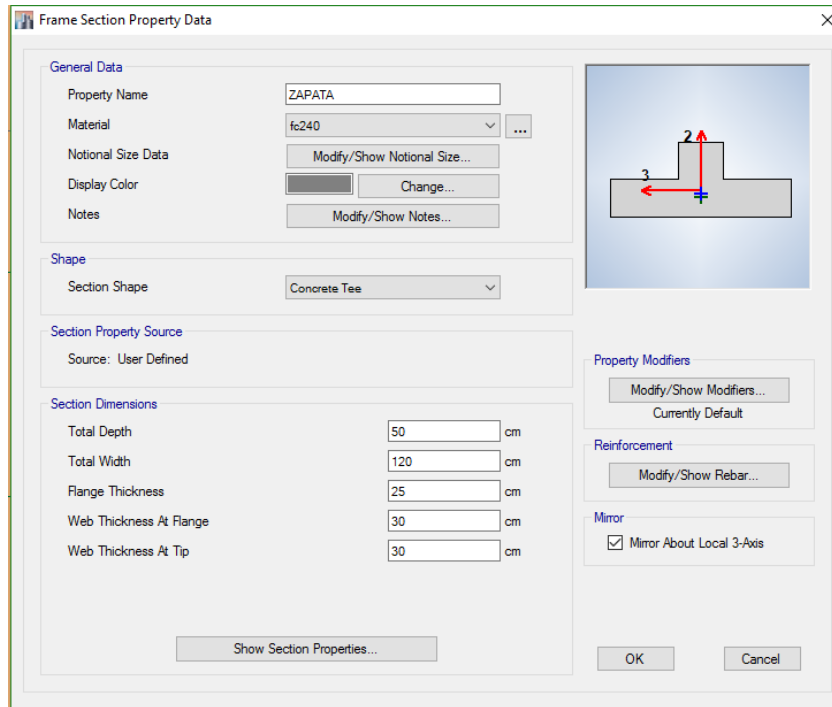 Frame Section Property Data
General Data
Property Name ZAPATA
Material fc240 ...
Notional Size Data Modify/Show Notional Size...
Display Color Change...
Notes Modify/Show Notes...
2
3
Shape
Section Shape Concrete Tee
Section Property Source
Source: User Defined
Property Modifiers
Modify/Show Modifiers...
Currently Default
Section Dimensions
Total Depth 50 cm
Total Width 120 cm
Flange Thickness 25 cm
Web Thickness At Flange 30 cm
Web Thickness At Tip 30 cm
Reinforcement
Modify/Show Rebar...
Mirror
Mirror About Local 3-Axis
Show Section Properties...
OK Cancel